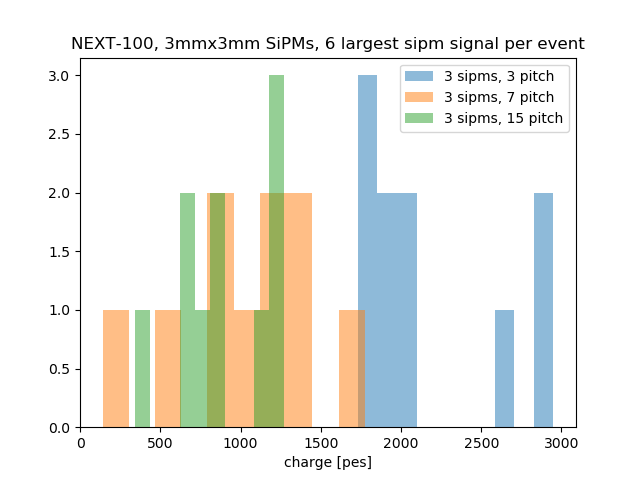 NEXT-100, 3mmx3mm SiPMs, 6 largest sipm signal per event
3 sipms, 3 pitch
3 sipms, 7 pitch
3 sipms, 15 pitch
3.0
2.5
2.0
1.5
1.0
0.5
0.0
0 500 1000 1500 2000 2500 3000
charge [pes]